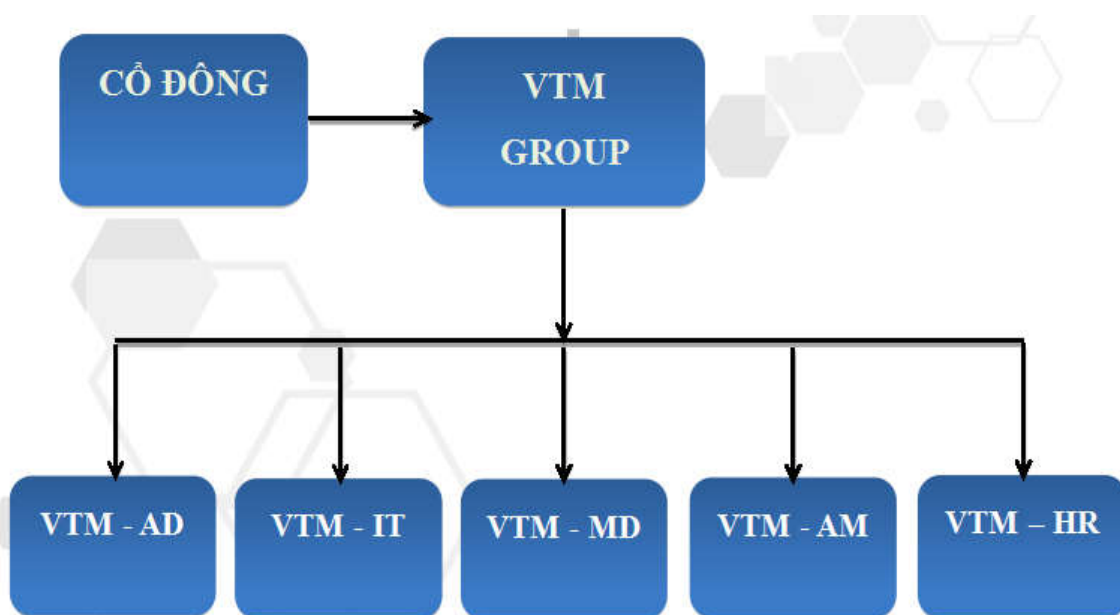 CỔ ĐÔNG
VTM
GROUP
VTM - AD
VTM - IT
VTM - MD
VTM - AM
VTM – HR